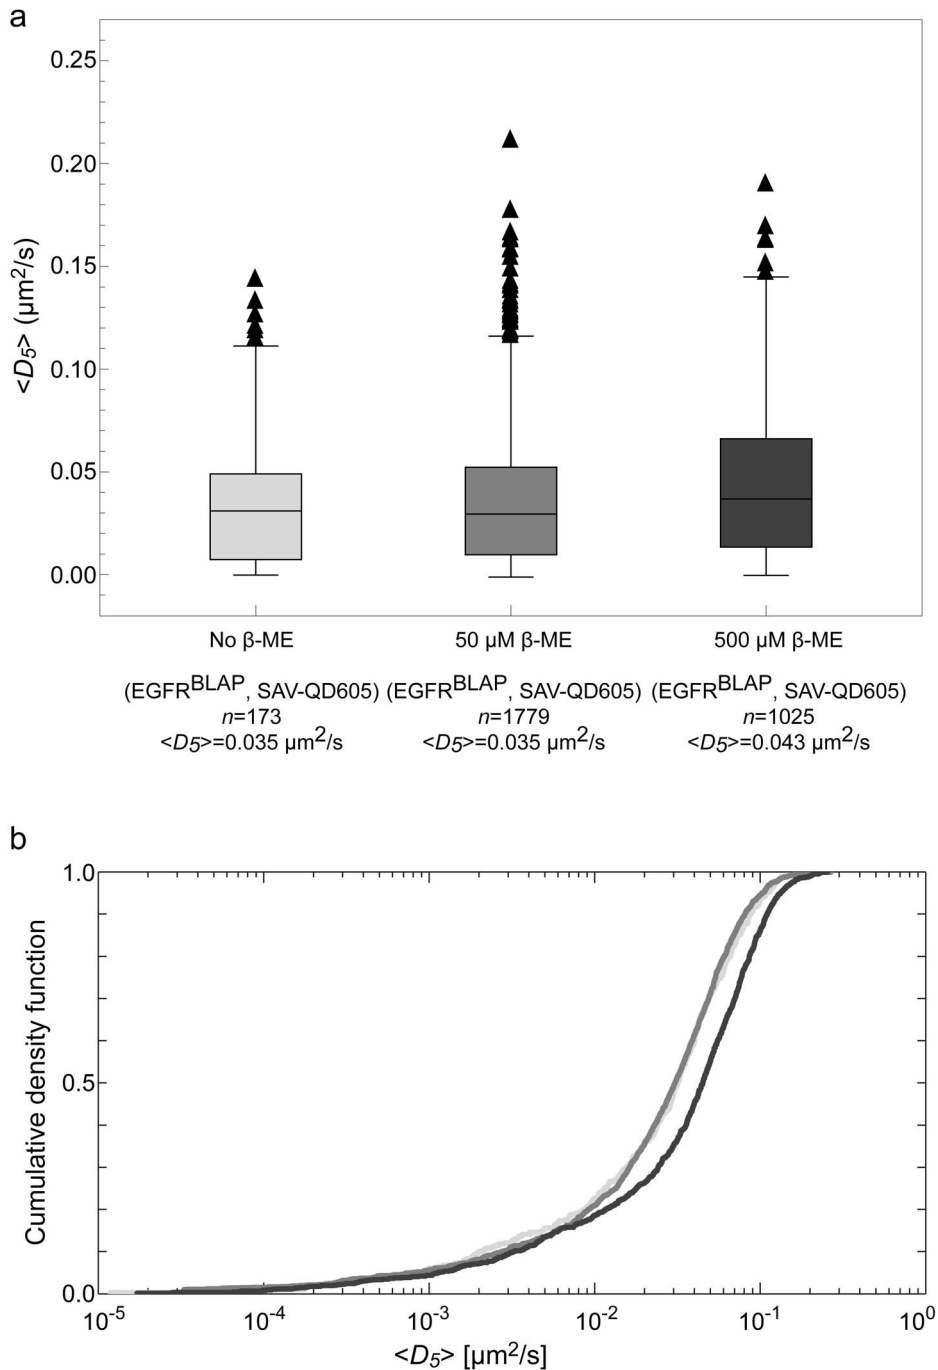 a
0.25
0.20
0.15
0.10
0.05
0.00
<D₅> (µm²/s)
No β-ME 50 µM β-ME 500 µM β-ME
(EGFRᴮᴸᴬᴾ, SAV-QD605) (EGFRᴮᴸᴬᴾ, SAV-QD605) (EGFRᴮᴸᴬᴾ, SAV-QD605)
n=173 n=1779 n=1025
<D₅>=0.035 µm²/s <D₅>=0.035 µm²/s <D₅>=0.043 µm²/s
b
1.0
0.5
0.0
Cumulative density function
10⁻⁵ 10⁻⁴ 10⁻³ 10⁻² 10⁻¹ 10⁰
<D₅> [µm²/s]